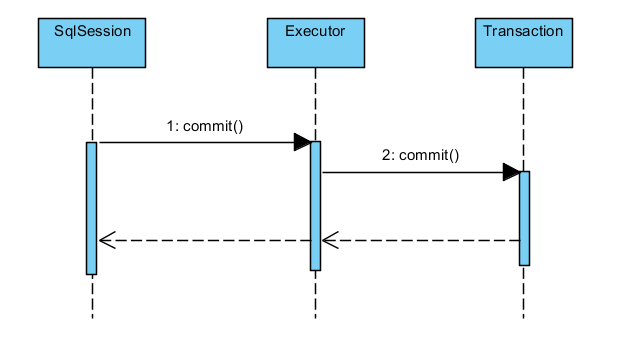 SqlSession
Executor
Transaction
1: commit()
2: commit()